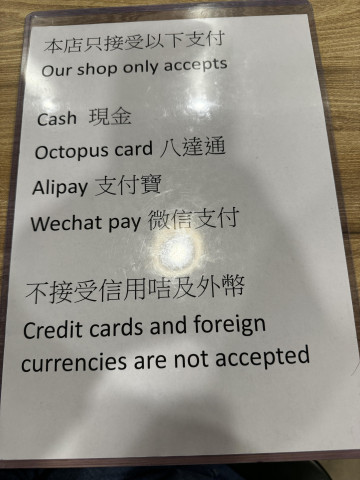 本店只接受以下支付
Our shop only accepts
Cash 現金
Octopus card 八達通
Alipay 支付寶
Wechat pay 微信支付
不接受信用咭及外幣
Credit cards and foreign
currencies are not accepted